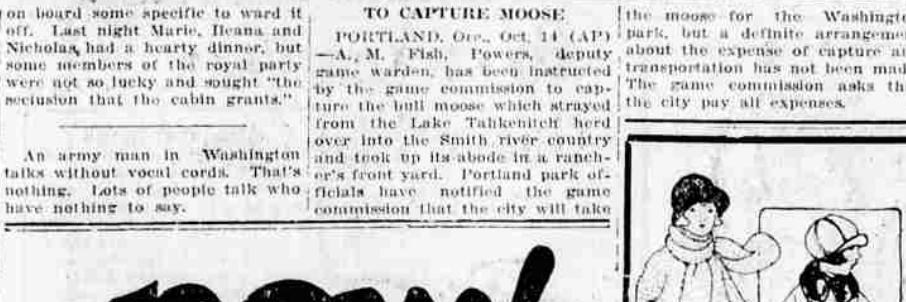 on board some specific to ward it
off. Last night Marie, Ileana and
Nicholas, had a hearty dinner, but
some members of the royal party
were not so lucky and sought "the
seclusion that the cabin grants."
An army man in Washington
talks without vocal cords. That's
nothing. Lots of people talk who
have nothing to say.
TO CAPTURE MOOSE
PORTLAND, Ore., Oct. 14 (AP)
—A. M. Fish, Powers, deputy
game warden, has been instructed
by the game commission to cap-
ture the bull moose which strayed
from the Lake Tahkenitch herd
over into the Smith river country
and took up its abode in a ranch-
er's front yard. Portland park of-
ficials have notified the game
commission that the city will take
the moose for the Washingto
park, but a definite arrangeme
about the expense of capture an
transportation has not been mad
The game commission asks tha
the city pay all expenses.